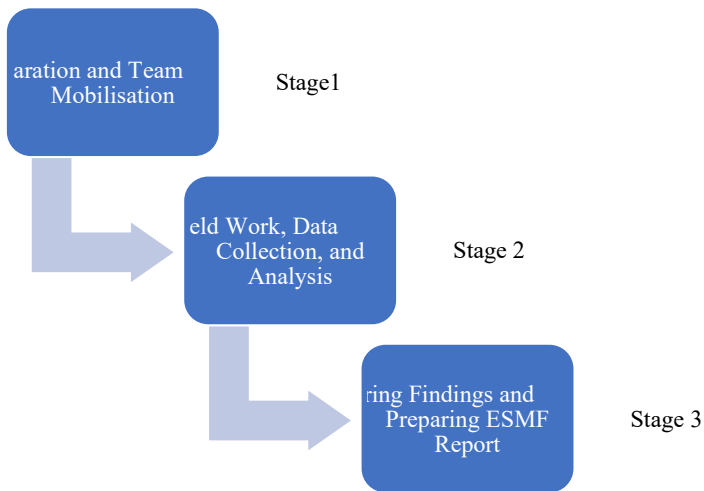 aration and Team
Mobilisation
Stage1
eld Work, Data
Collection, and
Analysis
Stage 2
ring Findings and
Preparing ESMF
Report
Stage 3